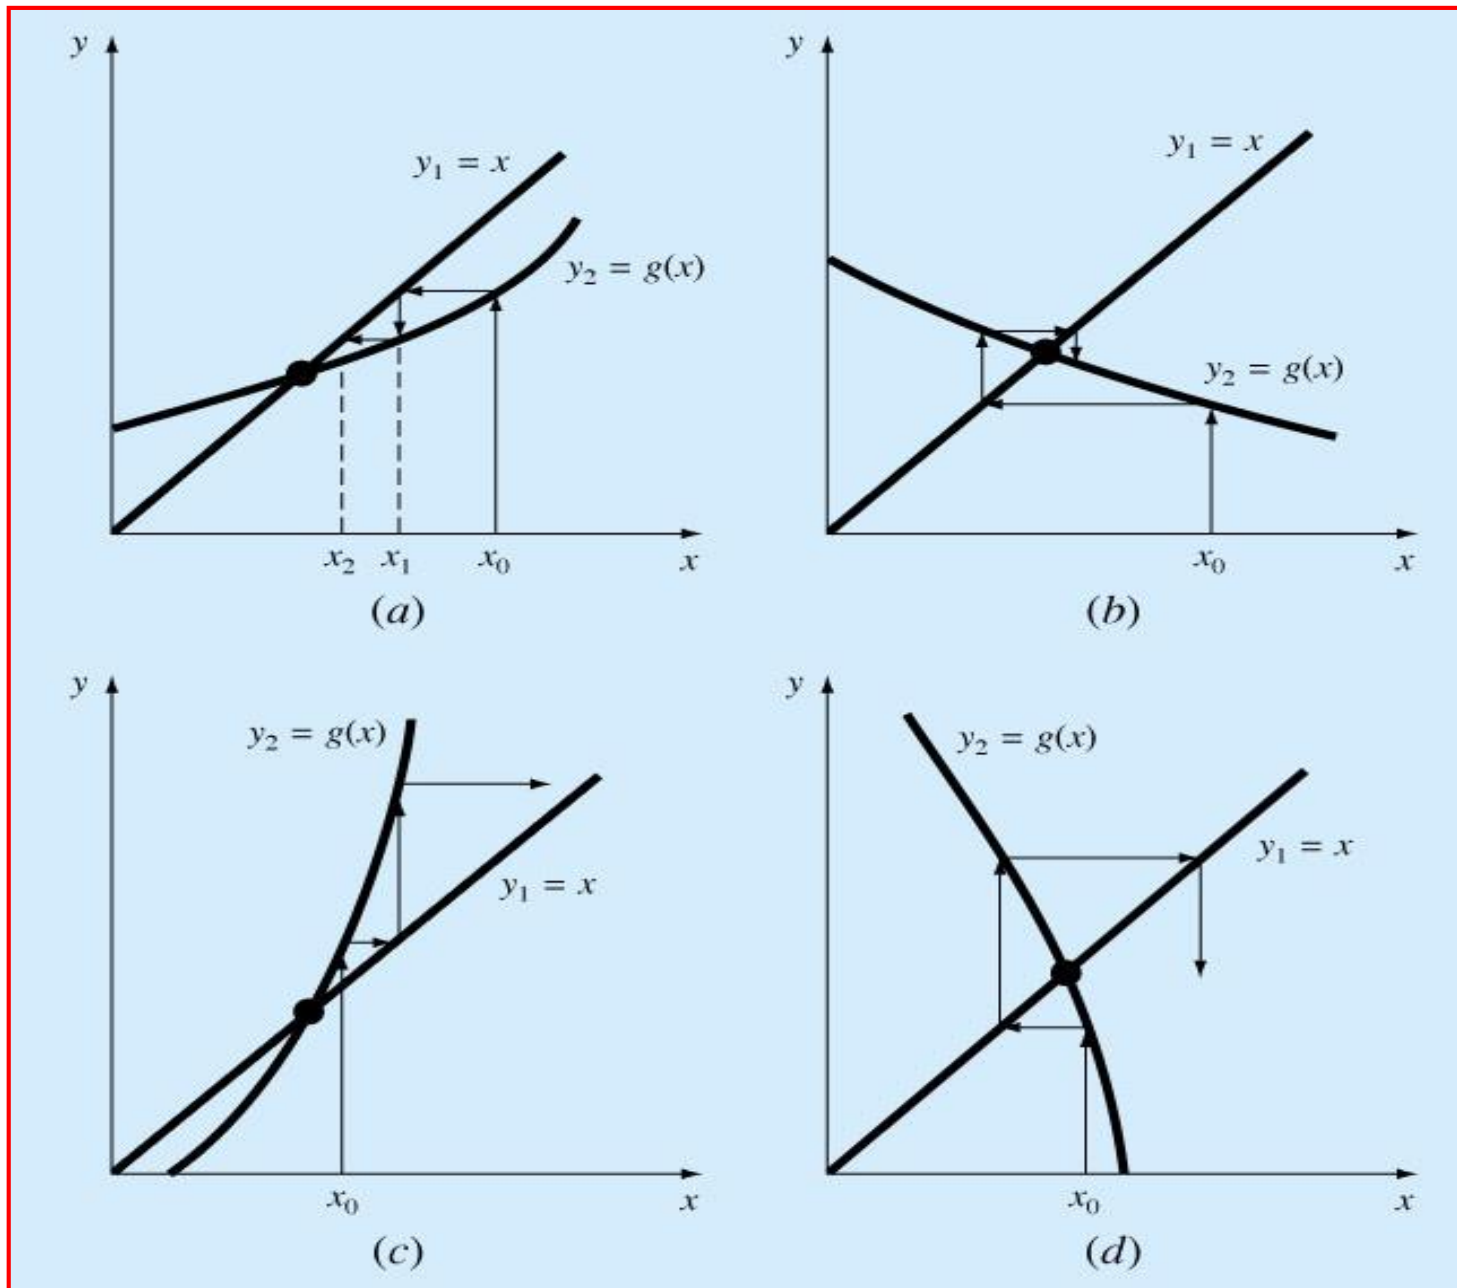 y
y₁ = x
y₂ = g(x)
x₂ x₁ x₀ x
(a)
y
y₁ = x
y₂ = g(x)
x₀ x
(b)
y
y₂ = g(x)
y₁ = x
x₀ x
(c)
y
y₂ = g(x)
y₁ = x
x₀ x
(d)